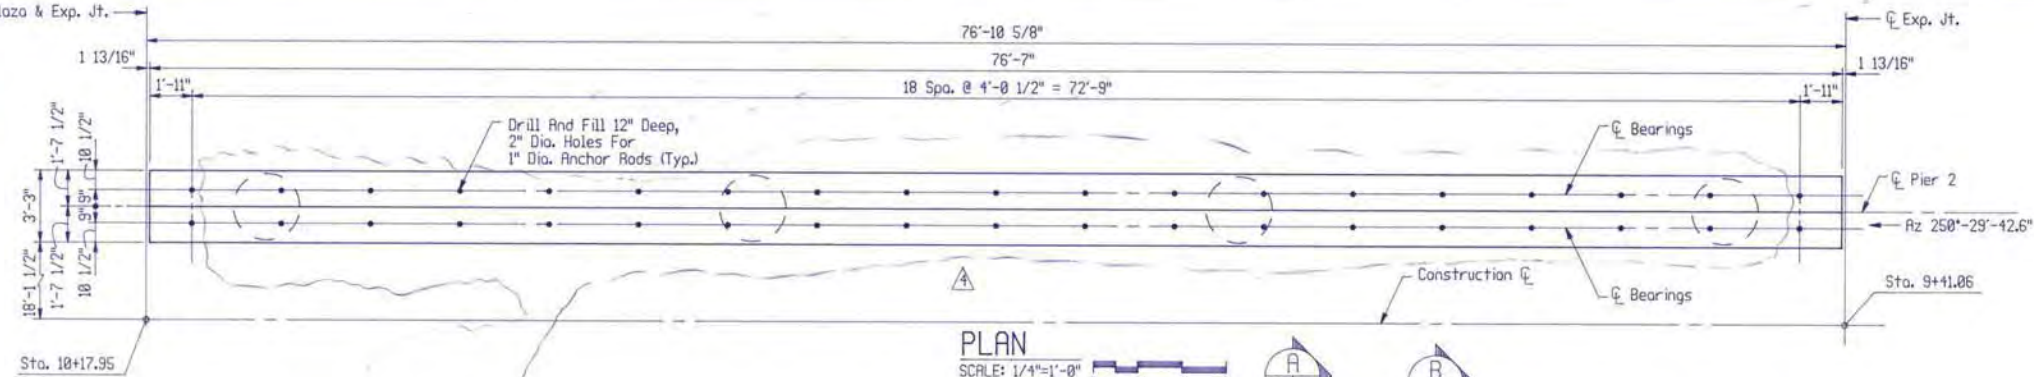 & Exp. Jt.
℄ Exp. Jt.
76'-10 5/8"
1 13/16"
76'-7"
1 13/16"
1'-11"
18 Spa. @ 4'-0 1/2" = 72'-9"
1'-11"
Drill And Fill 12" Deep,
2" Dia. Holes For
1" Dia. Anchor Rods (Typ.)
℄ Bearings
1'-7 1/2"
10 1/2"
3'-3"
9"
9"
℄ Pier 2
Az 250°-29'-42.6"
18'-1 1/2"
1'-7 1/2"
10 1/2"
4
Construction ℄
℄ Bearings
Sta. 9+41.06
Sta. 10+17.95
PLAN
SCALE: 1/4"=1'-0"
A
B